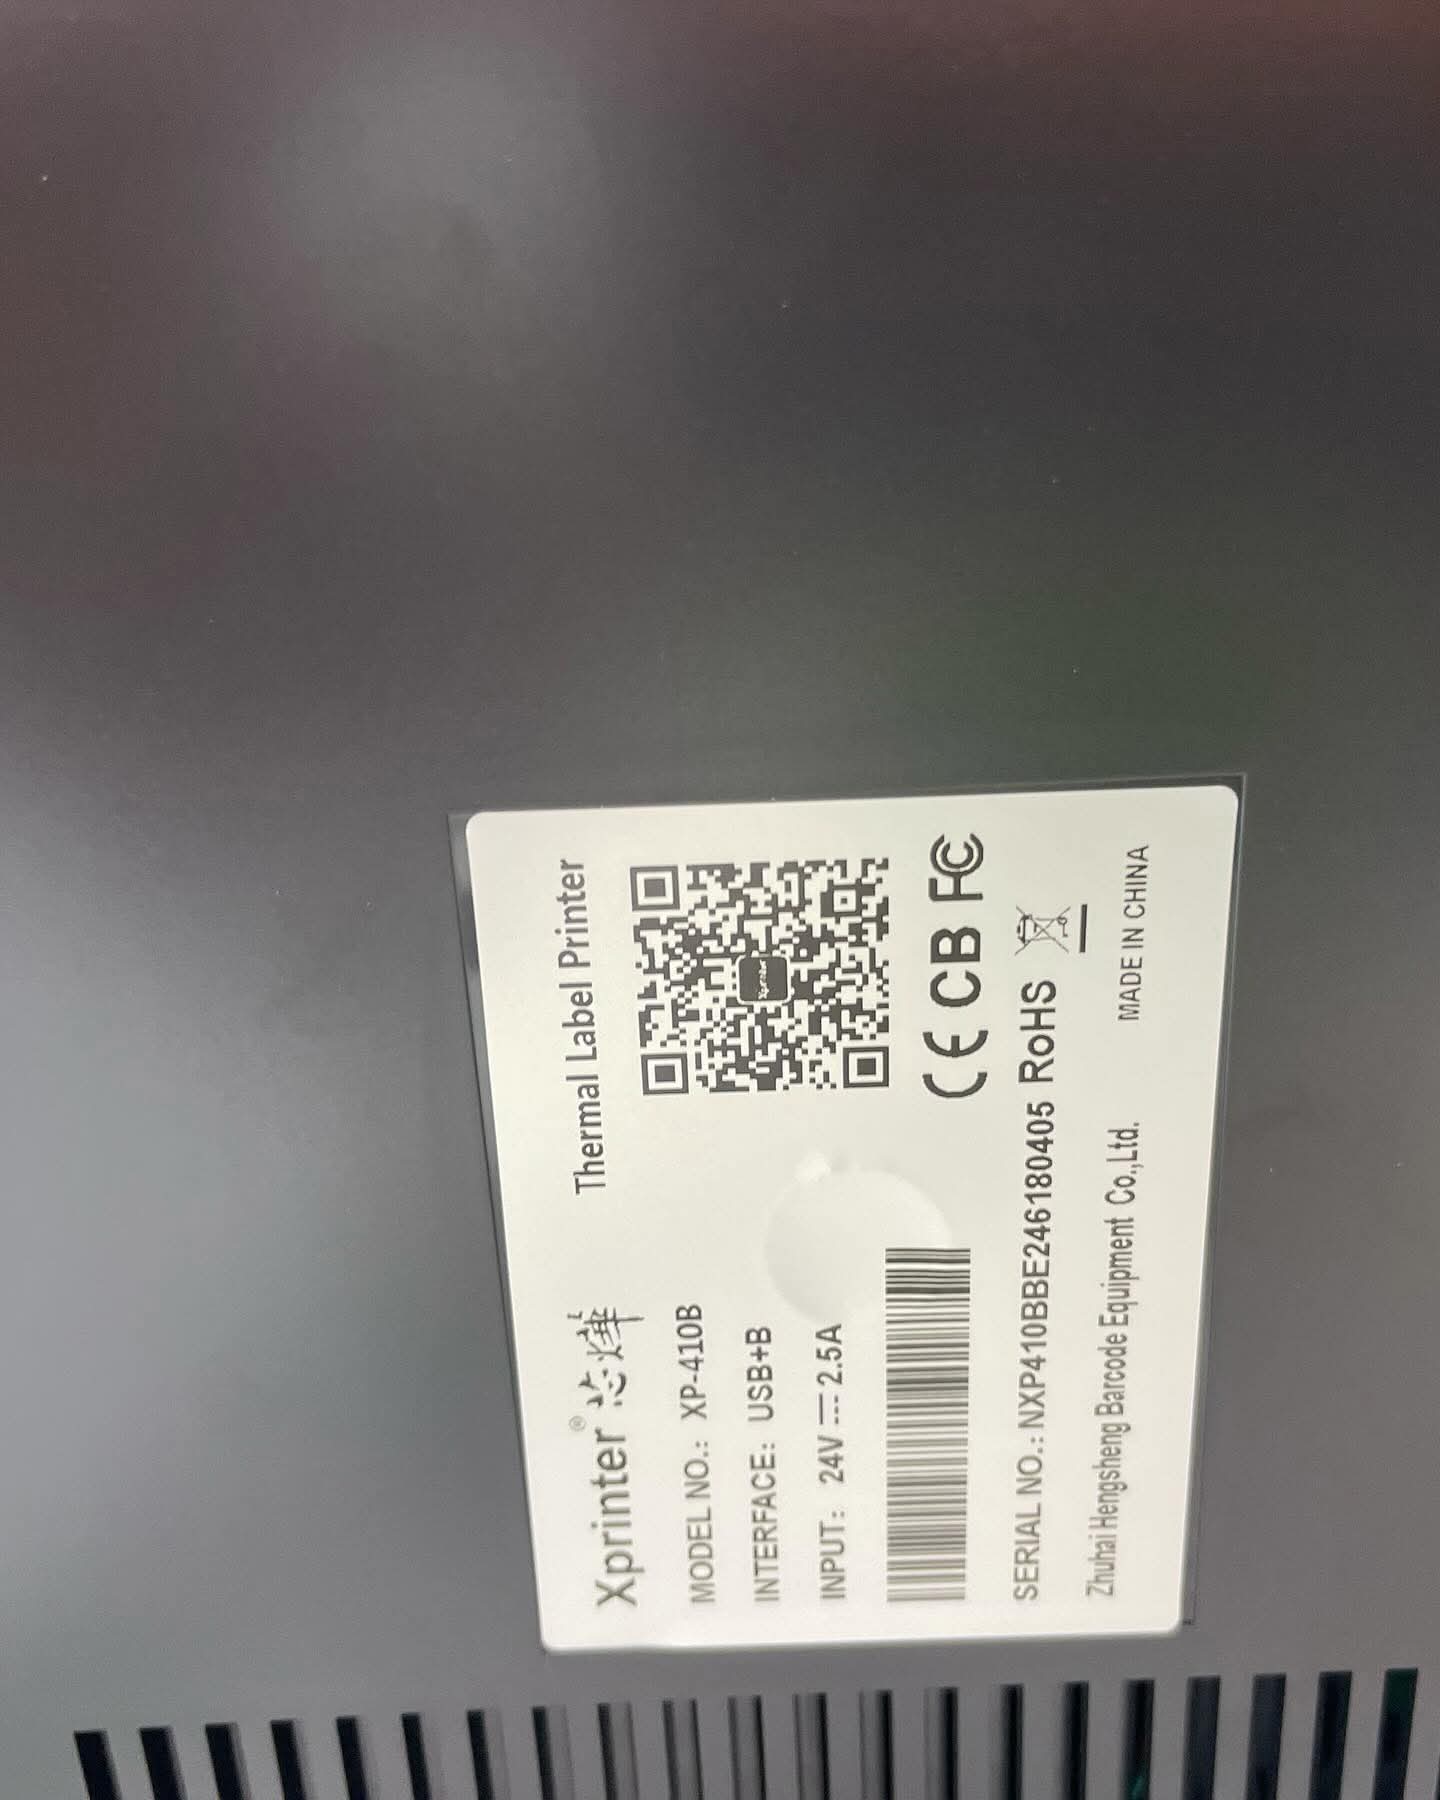 Xprinter® 芯烨
Thermal Label Printer
MODEL NO.: XP-410B
INTERFACE: USB+B
INPUT: 24V ⎓ 2.5A
Xprinter
CE CB FC
SERIAL NO.: NXP410BBE246180405 RoHS
Zhuhai Hengsheng Barcode Equipment Co.,Ltd.
MADE IN CHINA